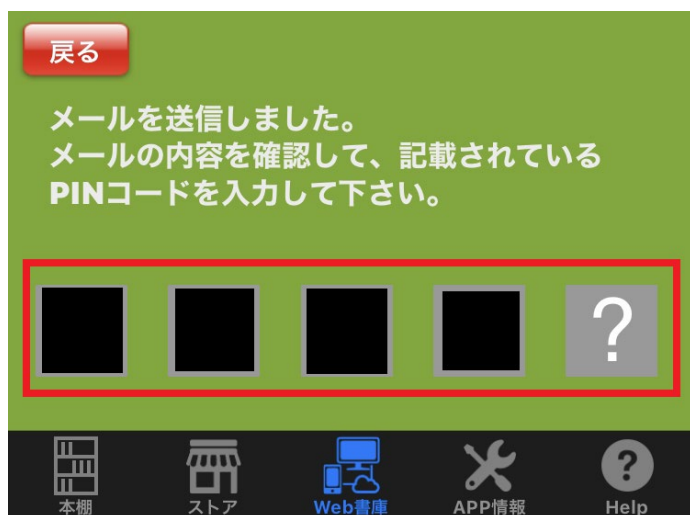 戻る
メールを送信しました。
メールの内容を確認して、記載されている
PINコードを入力して下さい。
?
?
本棚
ストア
Web書庫
APP情報
Help